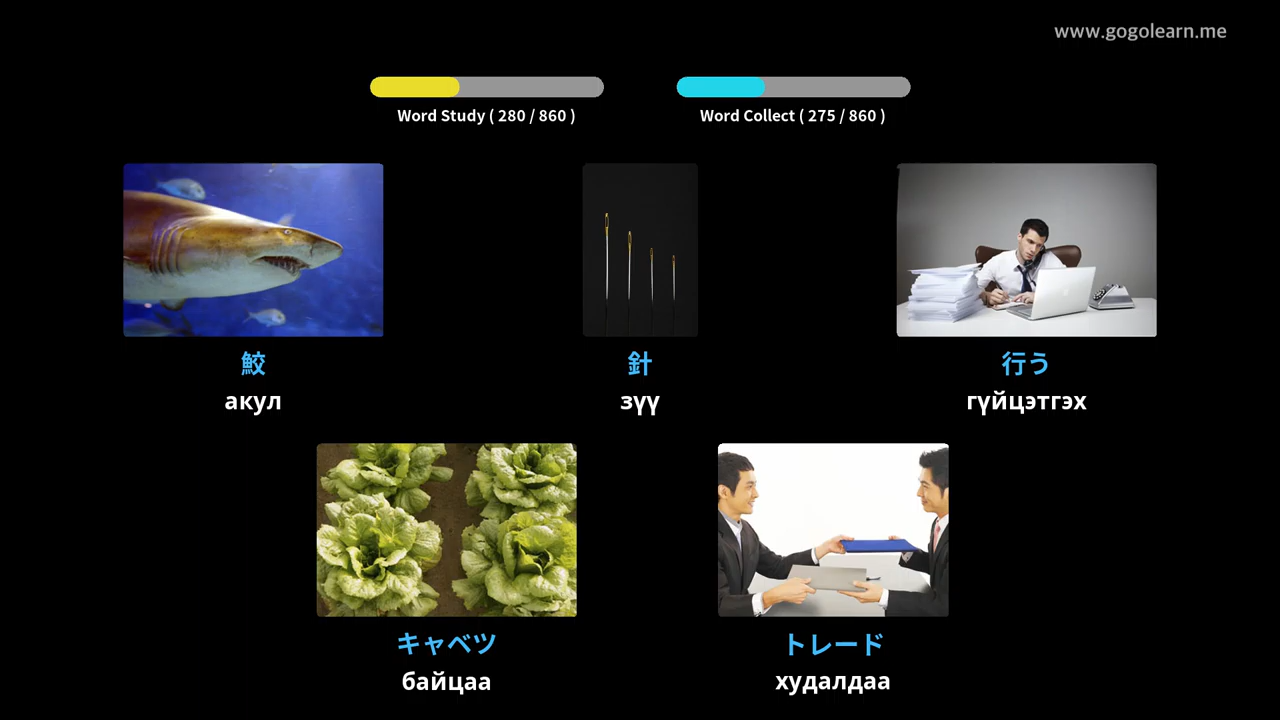 www.gogolearn.me
Word Study ( 280 / 860 )
Word Collect ( 275 / 860 )
鮫
акул
針
зүү
行う
гүйцэтгэх
キャベツ
байцаа
トレード
худалдаа